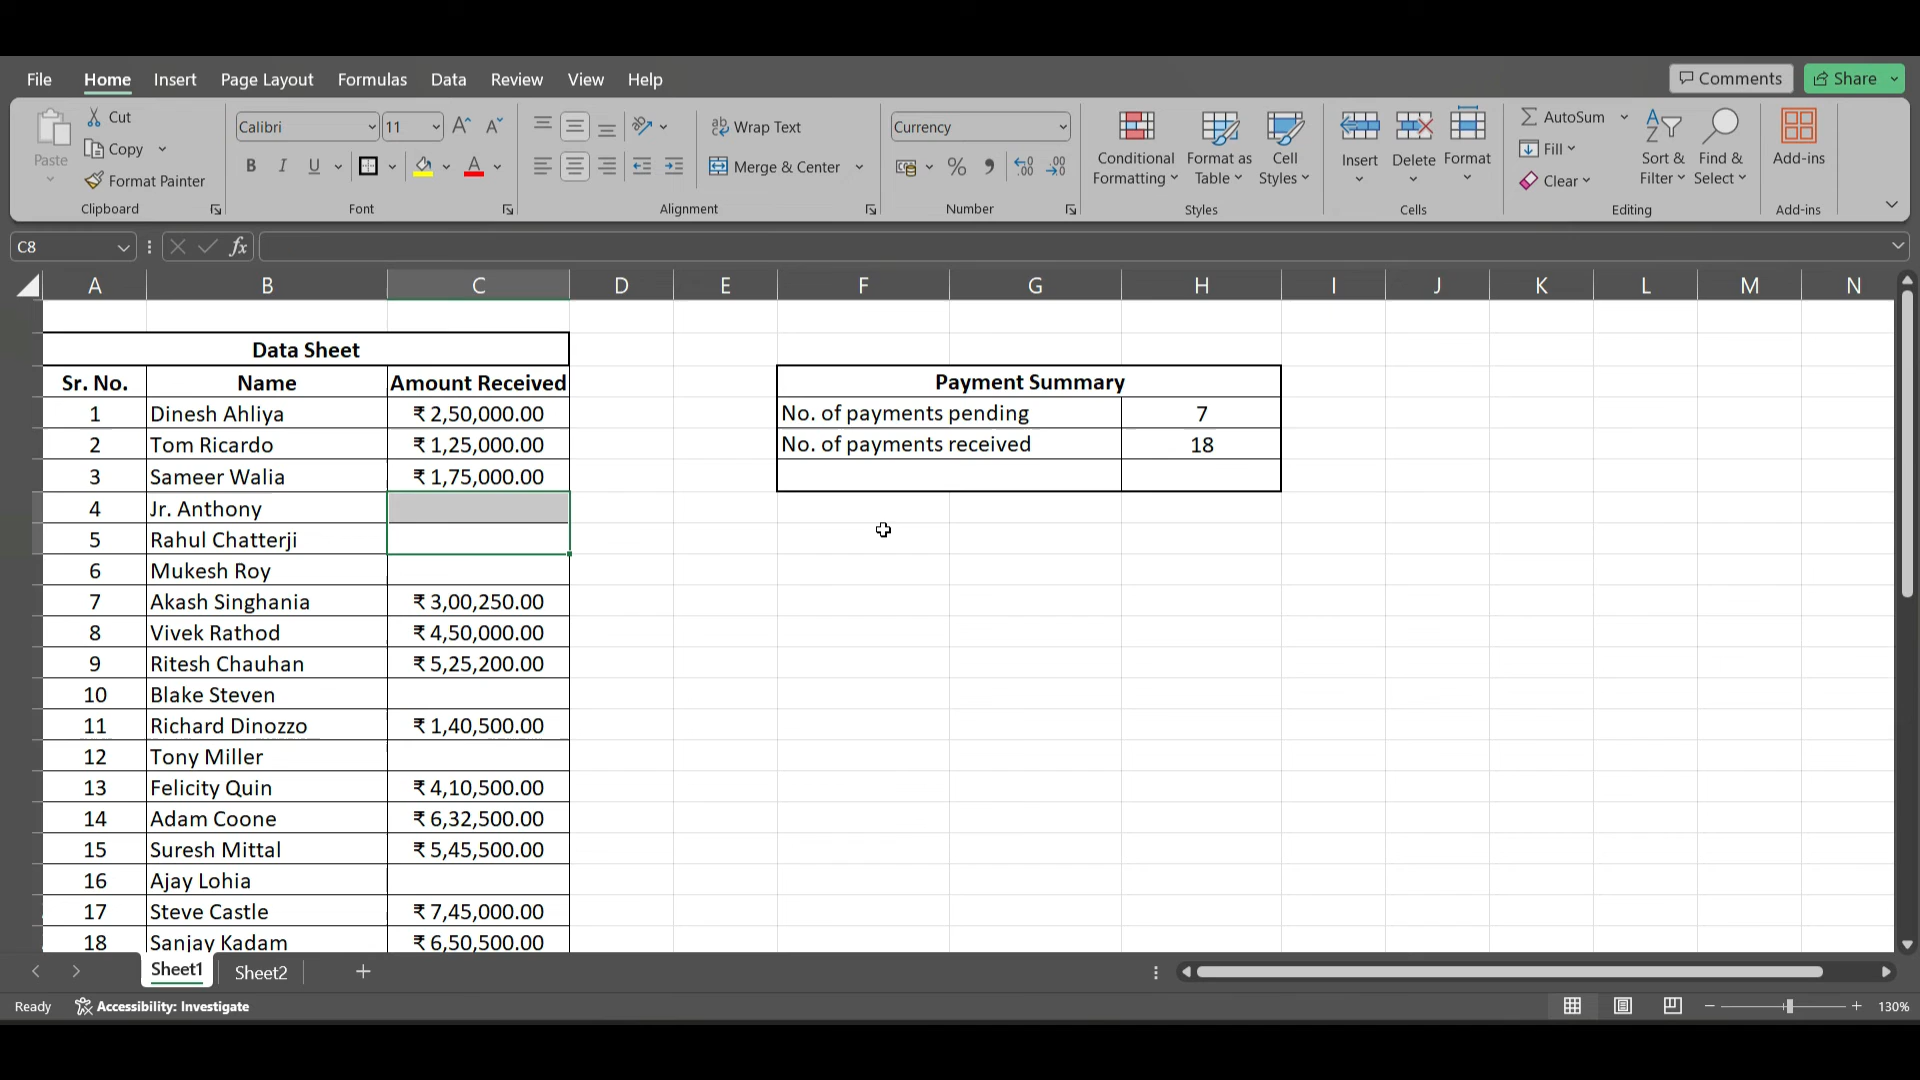 File Home Insert Page Layout Formulas Data Review View Help Comments Share
Paste Cut Copy Format Painter Clipboard
Calibri 11 B I U A Font
Wrap Text Merge & Center Alignment
Currency % Number
Conditional Formatting Format as Table Cell Styles Styles
Insert Delete Format Cells
AutoSum Fill Clear Sort & Filter Find & Select Editing
Add-ins Add-ins
C8 fx
A B C D E F G H I J K L M N
Data Sheet
Sr. No. Name Amount Received
1 Dinesh Ahliya ₹ 2,50,000.00
2 Tom Ricardo ₹ 1,25,000.00
3 Sameer Walia ₹ 1,75,000.00
4 Jr. Anthony
5 Rahul Chatterji
6 Mukesh Roy
7 Akash Singhania ₹ 3,00,250.00
8 Vivek Rathod ₹ 4,50,000.00
9 Ritesh Chauhan ₹ 5,25,200.00
10 Blake Steven
11 Richard Dinozzo ₹ 1,40,500.00
12 Tony Miller
13 Felicity Quin ₹ 4,10,500.00
14 Adam Coone ₹ 6,32,500.00
15 Suresh Mittal ₹ 5,45,500.00
16 Ajay Lohia
17 Steve Castle ₹ 7,45,000.00
18 Sanjay Kadam ₹ 6,50,500.00
Payment Summary
No. of payments pending 7
No. of payments received 18
Sheet1 Sheet2
Ready Accessibility: Investigate 130%